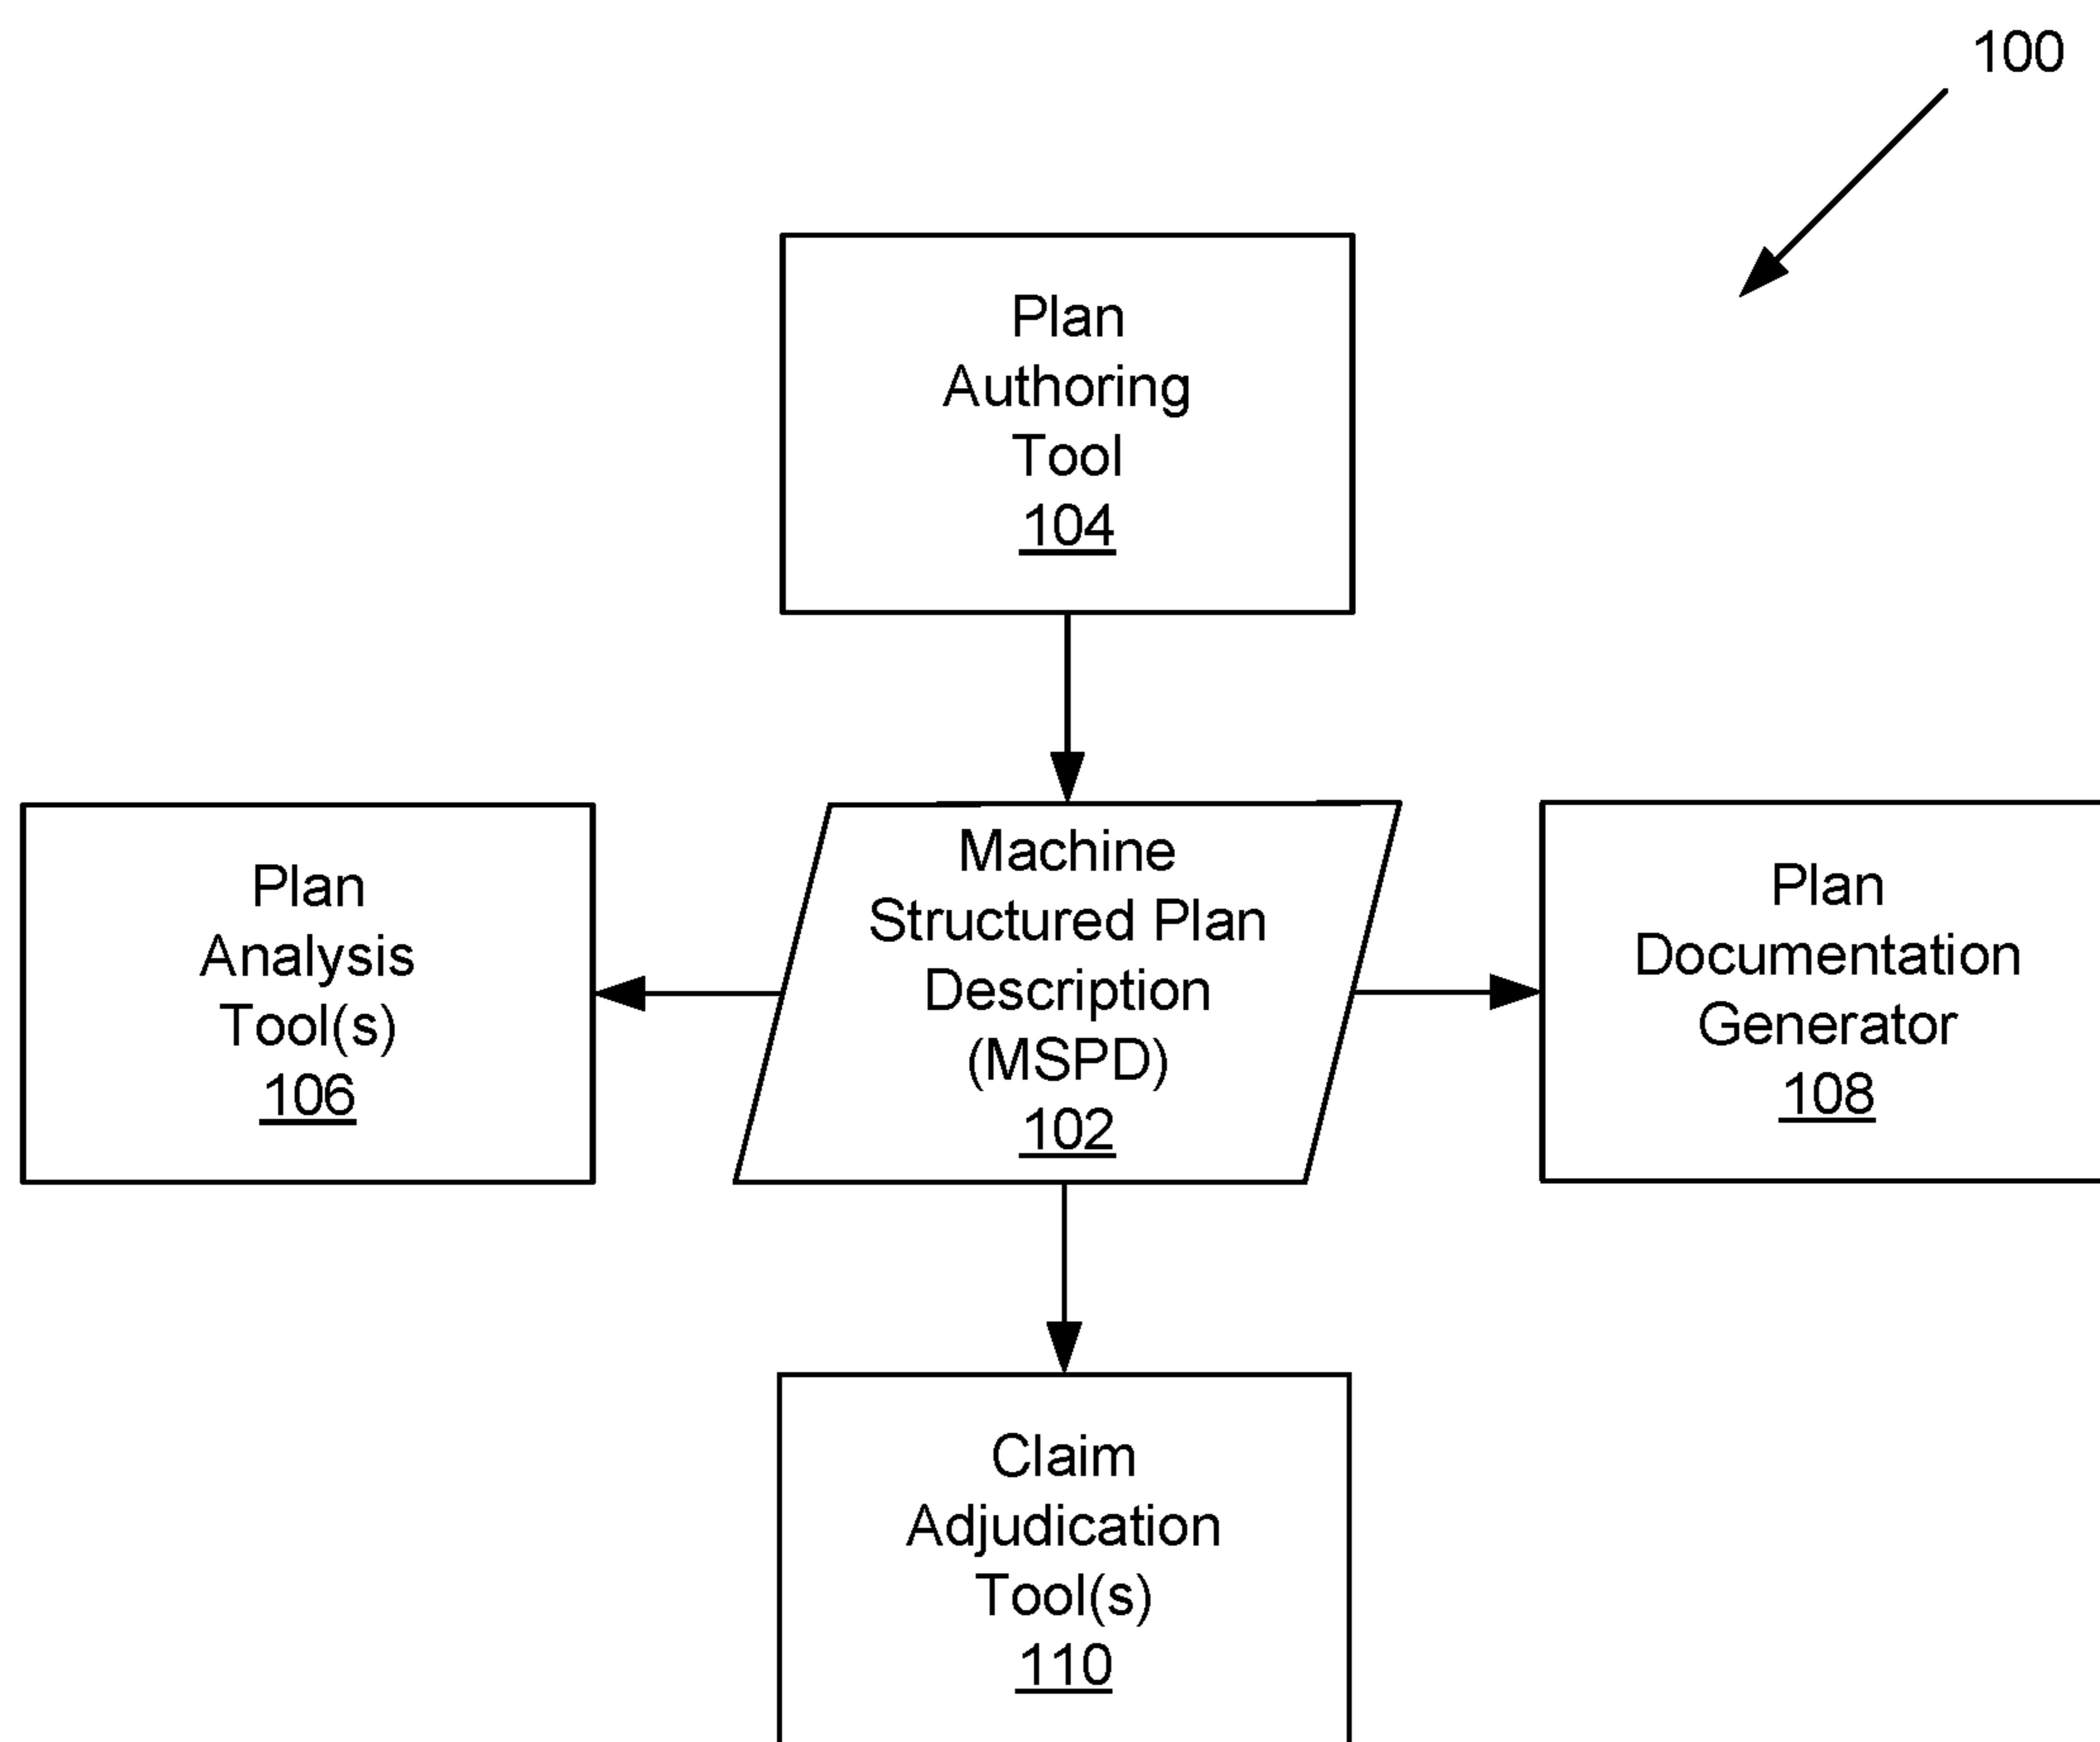 100
Plan
Authoring
Tool
104
Plan
Analysis
Tool(s)
106
Machine
Structured Plan
Description
(MSPD)
102
Plan
Documentation
Generator
108
Claim
Adjudication
Tool(s)
110